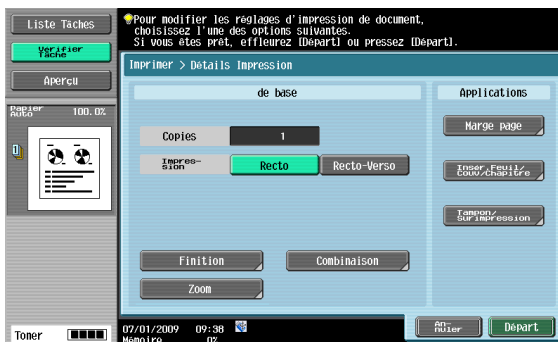 Liste Tâches
Vérifier
Tâche
Aperçu
Papier
Auto
100.0%
Pour modifier les réglages d'impression de document,
choisissez l'une des options suivantes.
Si vous êtes prêt, effleurez [Départ] ou pressez [Départ].
Imprimer > Détails Impression
de base
Applications
Copies
1
Impres-
sion
Recto
Recto-Verso
Marge page
Insér.Feuil/
Couv/Chapitre
Tampon/
Surimpression
Finition
Combinaison
Zoom
Toner
07/01/2009 09:38
Mémoire 0%
An-
nuler
Départ